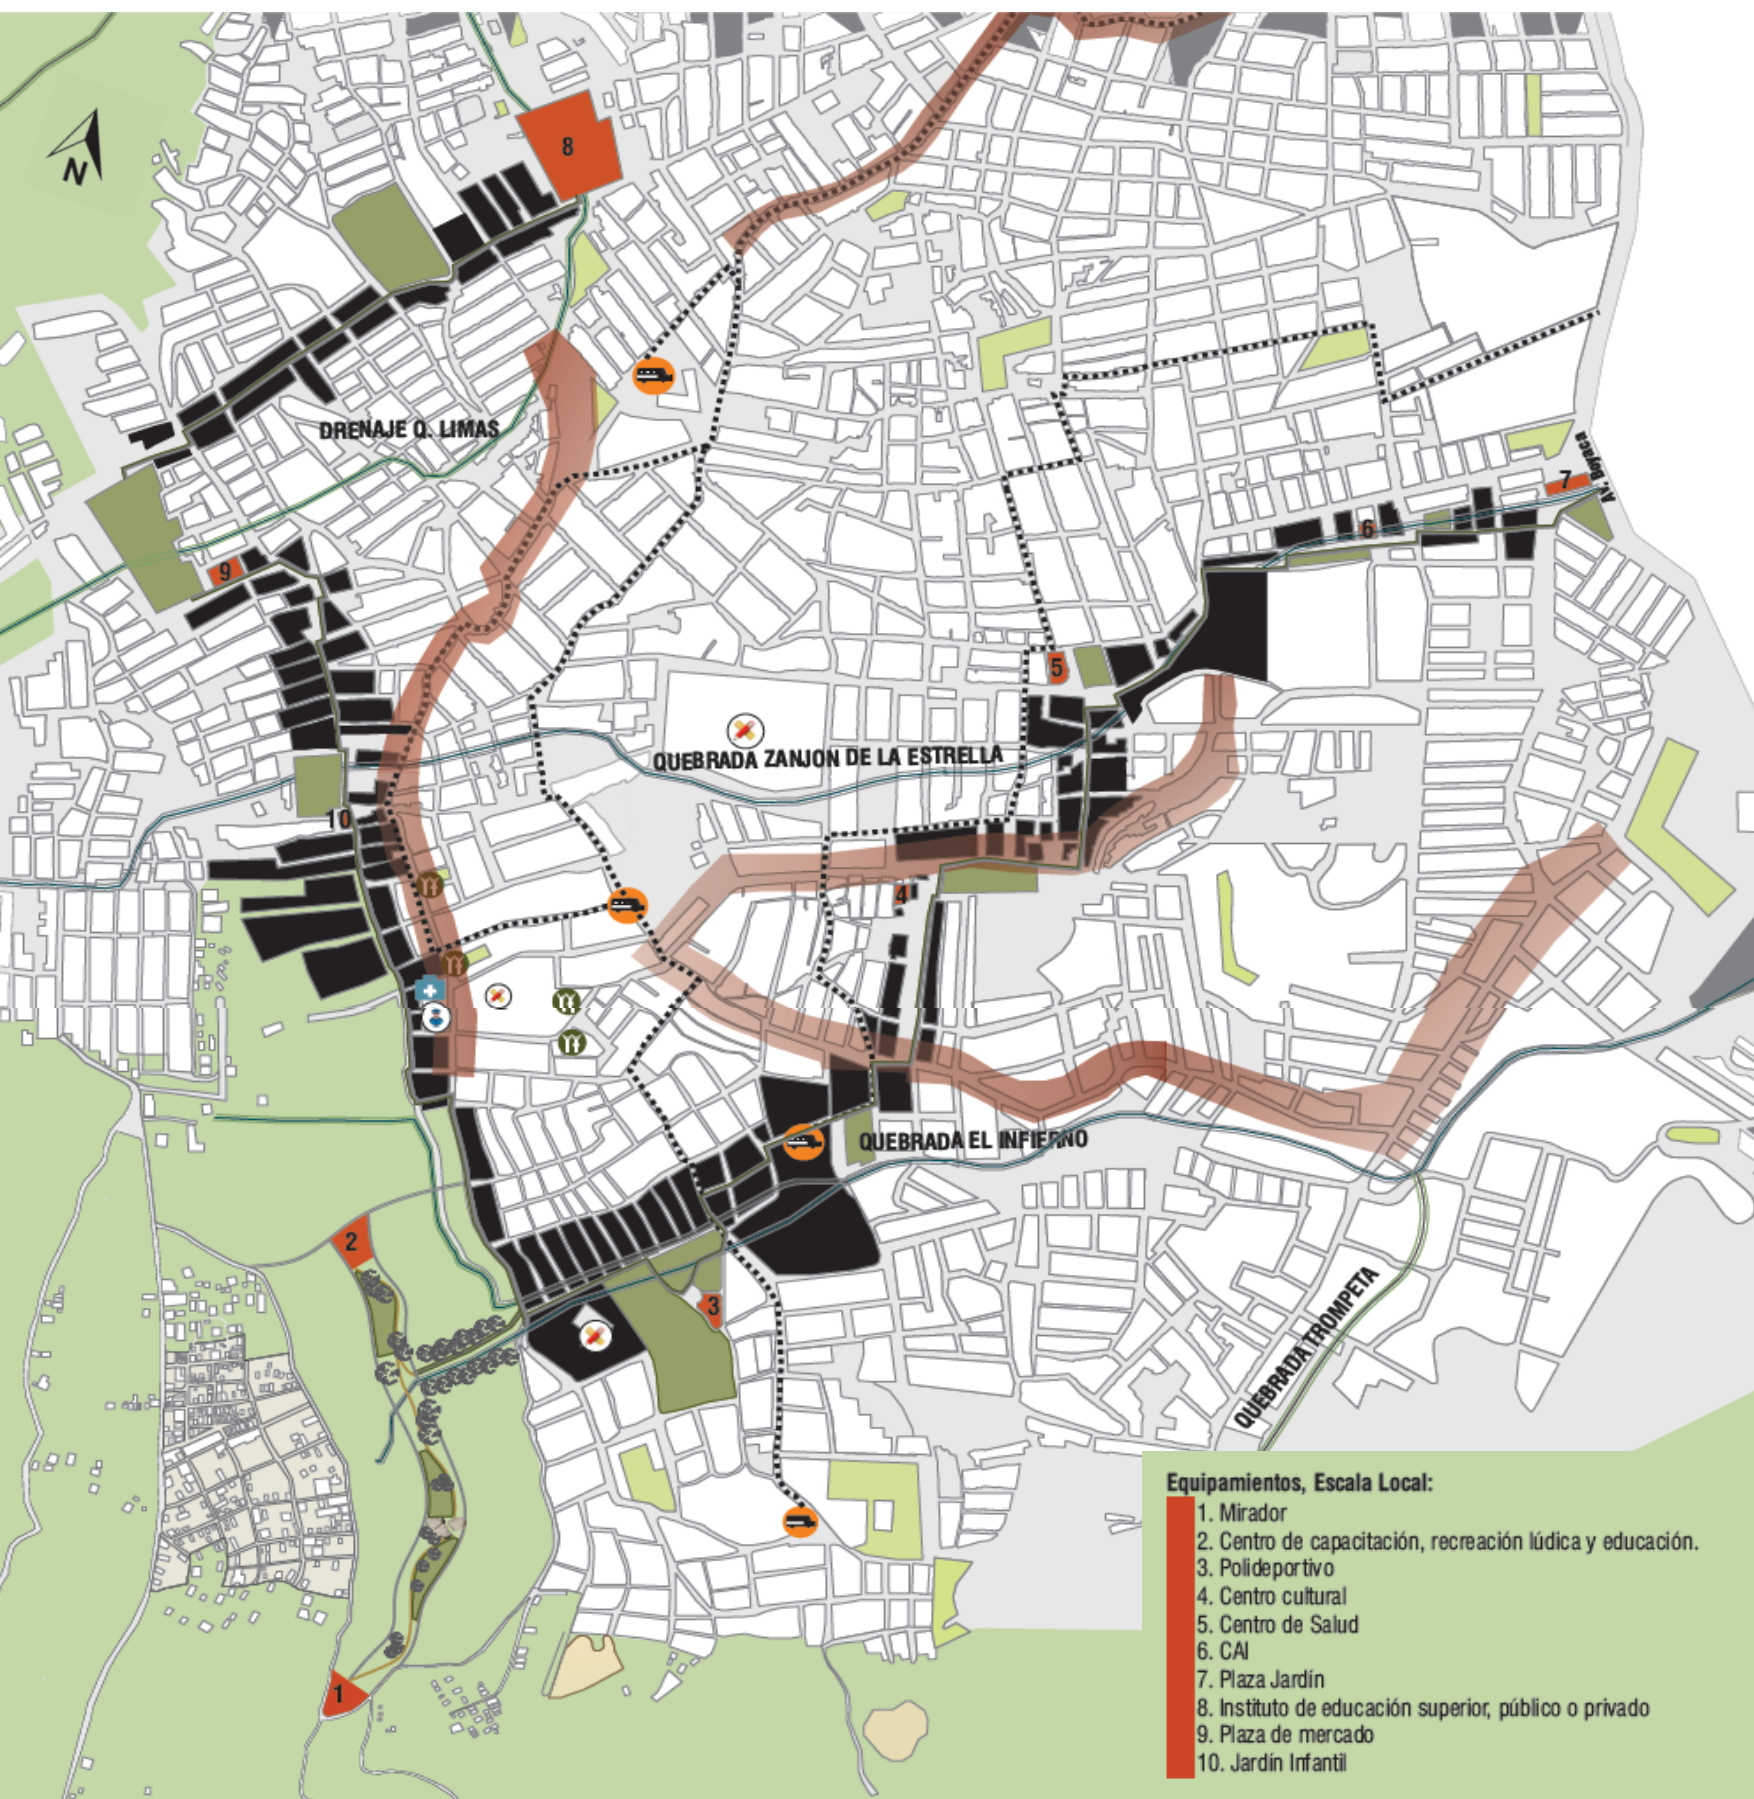 8
N
DRENAJE Q. LIMAS
Av. Boyaca
7
6
9
5
QUEBRADA ZANJON DE LA ESTRELLA
10
4
QUEBRADA EL INFIERNO
2
3
QUEBRADA TROMPETA
1
Equipamientos, Escala Local:
1. Mirador
2. Centro de capacitación, recreación lúdica y educación.
3. Polideportivo
4. Centro cultural
5. Centro de Salud
6. CAI
7. Plaza Jardín
8. Instituto de educación superior, público o privado
9. Plaza de mercado
10. Jardín Infantil